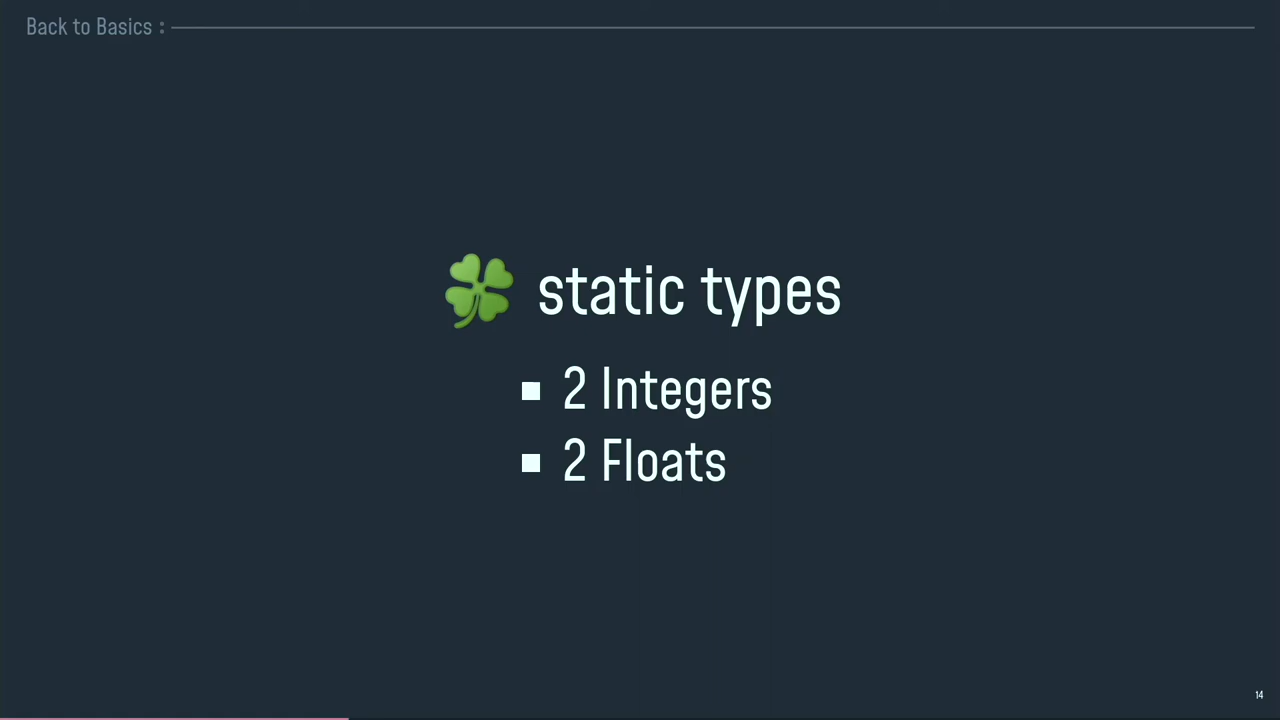 Back to Basics :
🍀 static types
▪ 2 Integers
▪ 2 Floats
14